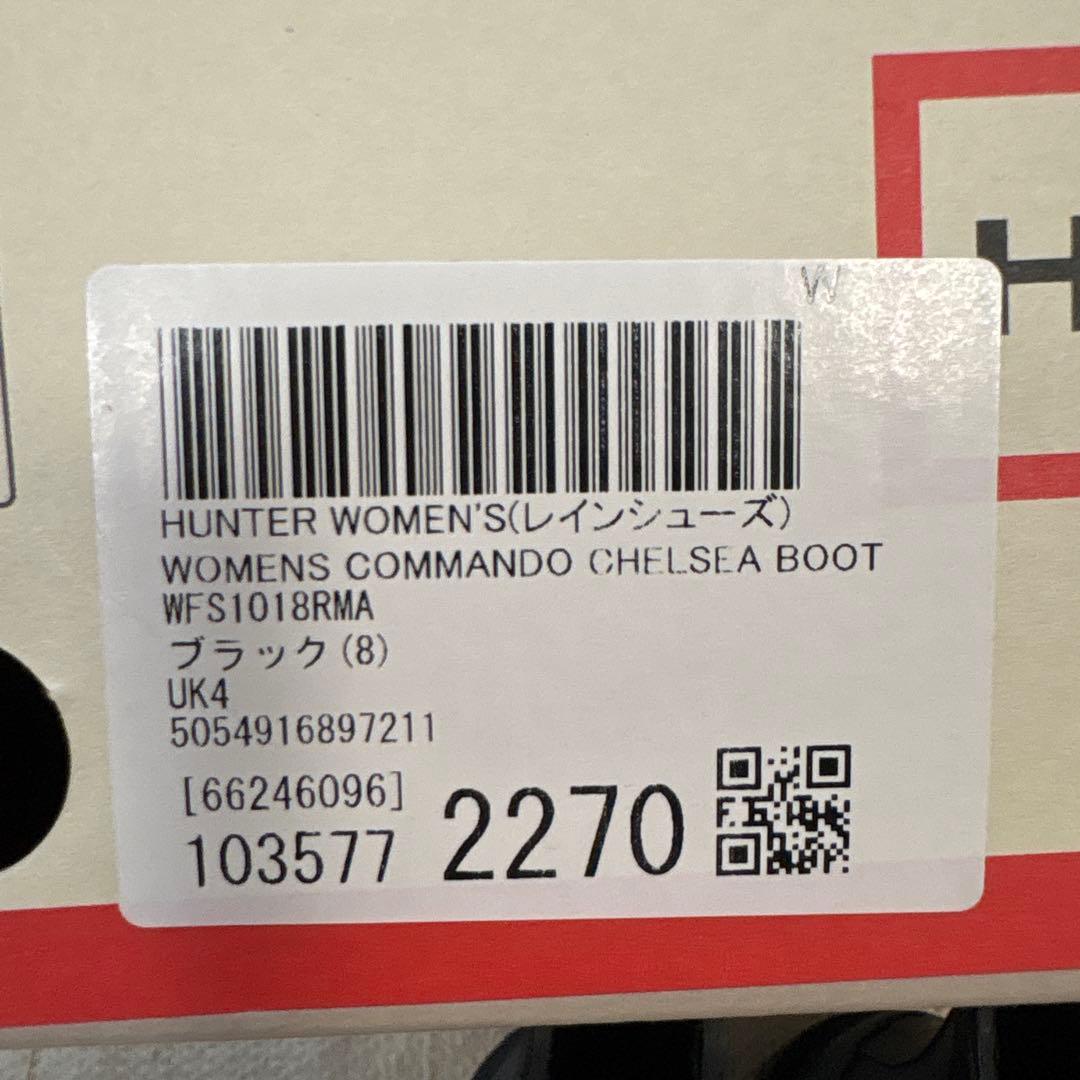 H
W
HUNTER WOMEN'S(レインシューズ)
WOMENS COMMANDO CHELSEA BOOT
WFS1018RMA
ブラック(8)
UK4
5054916897211
[66246096]
103577 2270